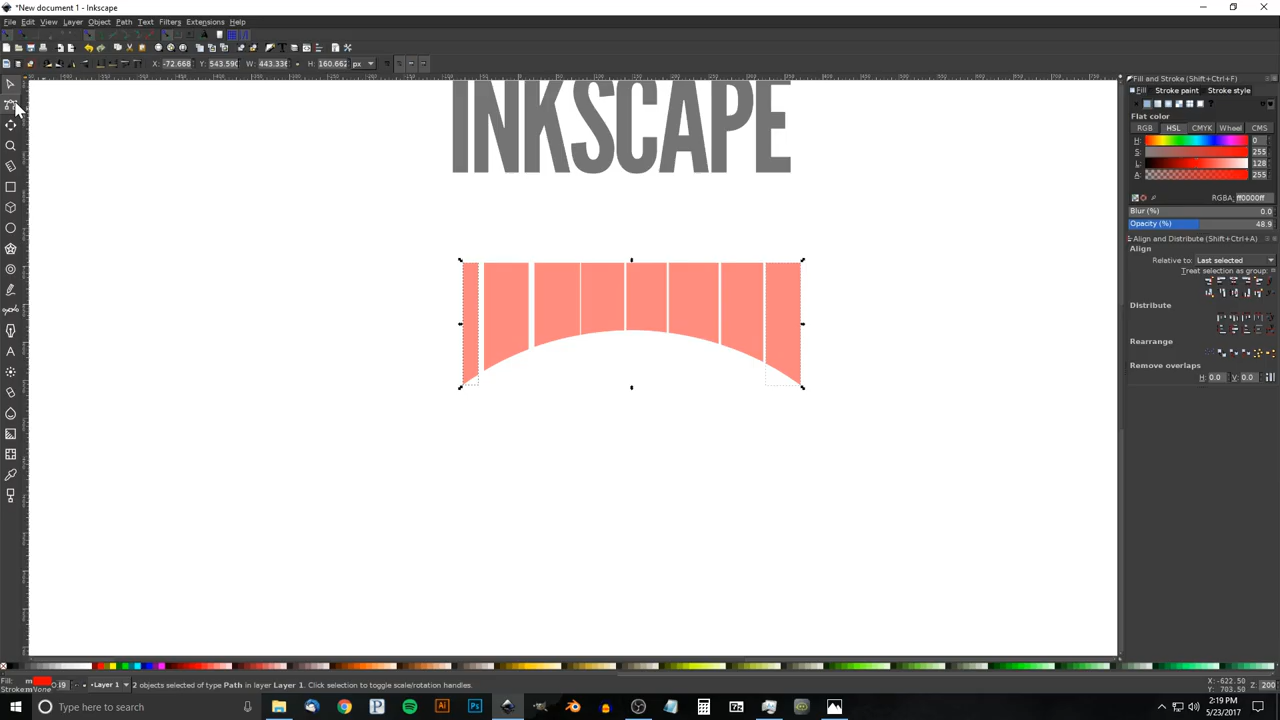 *New document 1 - Inkscape
File Edit View Layer Object Path Text Filters Extensions Help
X: -72.668 Y: 543.590 W: 443.336 H: 160.662 px
INKSCAPE
Fill and Stroke (Shift+Ctrl+F)
Fill Stroke paint Stroke style
Flat color
RGB HSL CMYK Wheel CMS
H: 0
S: 255
L: 128
A: 255
RGBA: ff0000ff
Blur (%) 0.0
Opacity (%) 48.9
Align and Distribute (Shift+Ctrl+A)
Align
Relative to: Last selected
Treat selection as group:
Distribute
Rearrange
Remove overlaps
H: 0.0 V: 0.0
Fill:
Stroke: None
Layer 1 2 objects selected of type Path in layer Layer 1. Click selection to toggle scale/rotation handles.
X: -622.50
Y: 703.50
Z: 200
Type here to search
2:19 PM
5/23/2017